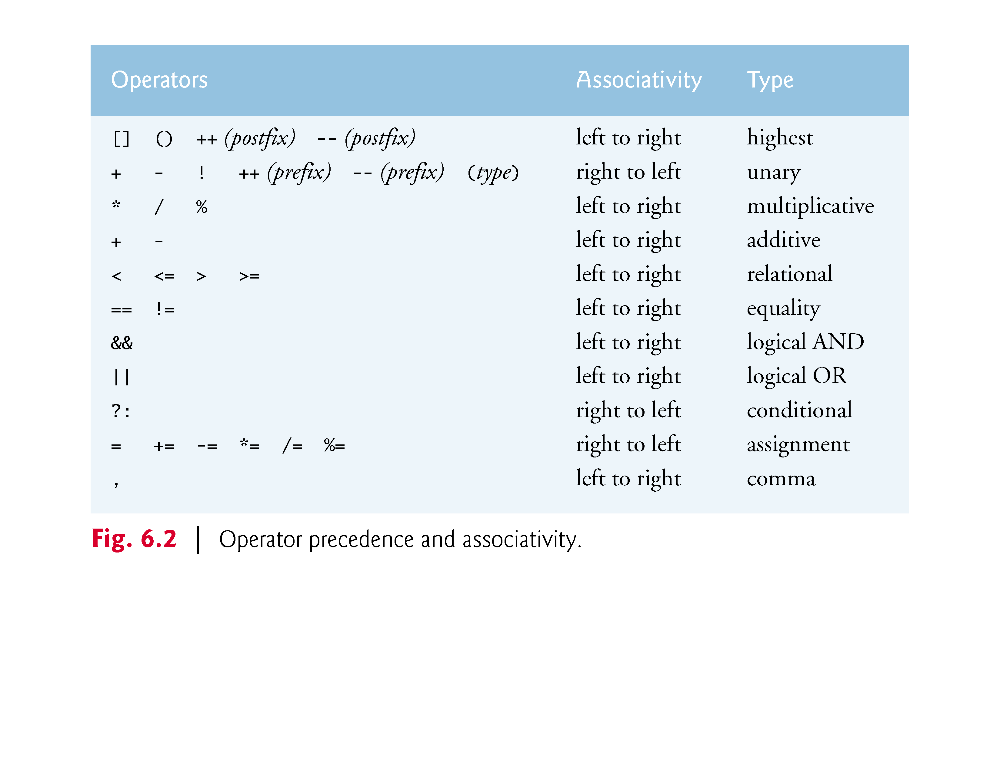 Operators Associativity Type
[] () ++ (postfix) -- (postfix) left to right highest
+ - ! ++ (prefix) -- (prefix) (type) right to left unary
* / % left to right multiplicative
+ - left to right additive
< <= > >= left to right relational
== != left to right equality
&& left to right logical AND
|| left to right logical OR
?: right to left conditional
= += -= *= /= %= right to left assignment
, left to right comma
Fig. 6.2 | Operator precedence and associativity.